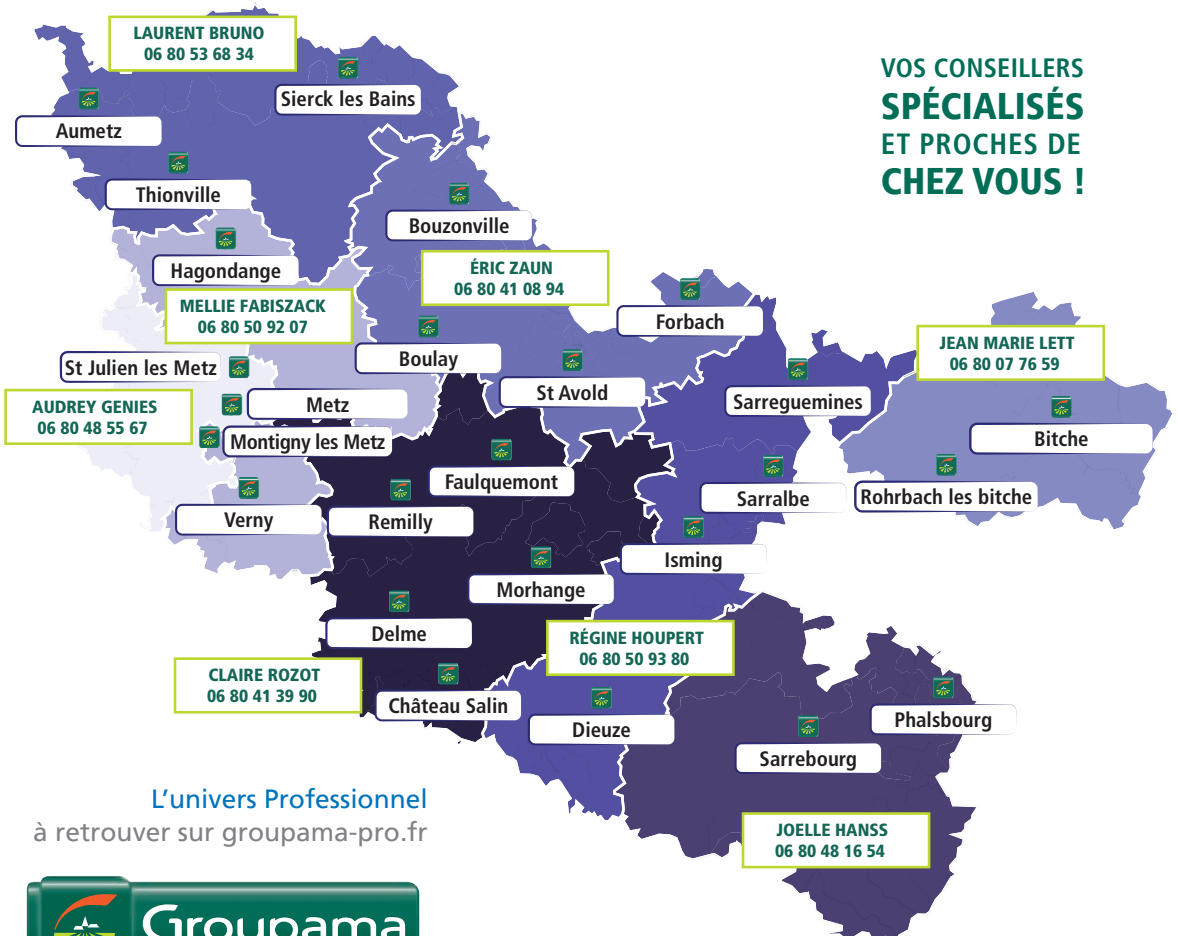 LAURENT BRUNO
06 80 53 68 34
VOS CONSEILLERS
SPÉCIALISÉS
ET PROCHES DE
CHEZ VOUS !
Sierck les Bains
Aumetz
Thionville
Bouzonville
Hagondange
ÉRIC ZAUN
06 80 41 08 94
MELLIE FABISZACK
06 80 50 92 07
Forbach
JEAN MARIE LETT
06 80 07 76 59
Boulay
St Julien les Metz
St Avold
Sarregumines
Metz
AUDREY GENIES
06 80 48 55 67
Montigny les Metz
Bitche
Faulquemont
Sarralbe
Rohrbach les bitche
Verny
Remilly
Isming
Morhange
Delme
RÉGINE HOUPERT
06 80 50 93 80
CLAIRE ROZOT
06 80 41 39 90
Château Salin
Dieuze
Phalsbourg
Sarrebourg
L'univers Professionnel
à retrouver sur groupama-pro.fr
JOELLE HANSS
06 80 48 16 54
Groupama